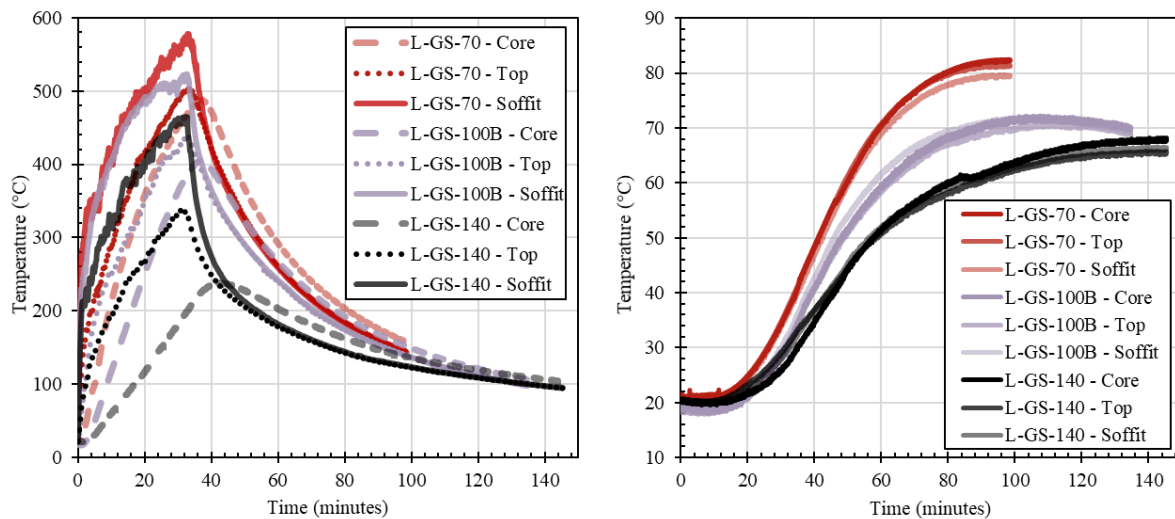 600
500
400
300
200
100
0
Temperature (°C)
0 20 40 60 80 100 120 140
Time (minutes)
L-GS-70 - Core
L-GS-70 - Top
L-GS-70 - Soffit
L-GS-100B - Core
L-GS-100B - Top
L-GS-100B - Soffit
L-GS-140 - Core
L-GS-140 - Top
L-GS-140 - Soffit
90
80
70
60
50
40
30
20
10
Temperature (°C)
0 20 40 60 80 100 120 140
Time (minutes)
L-GS-70 - Core
L-GS-70 - Top
L-GS-70 - Soffit
L-GS-100B - Core
L-GS-100B - Top
L-GS-100B - Soffit
L-GS-140 - Core
L-GS-140 - Top
L-GS-140 - Soffit